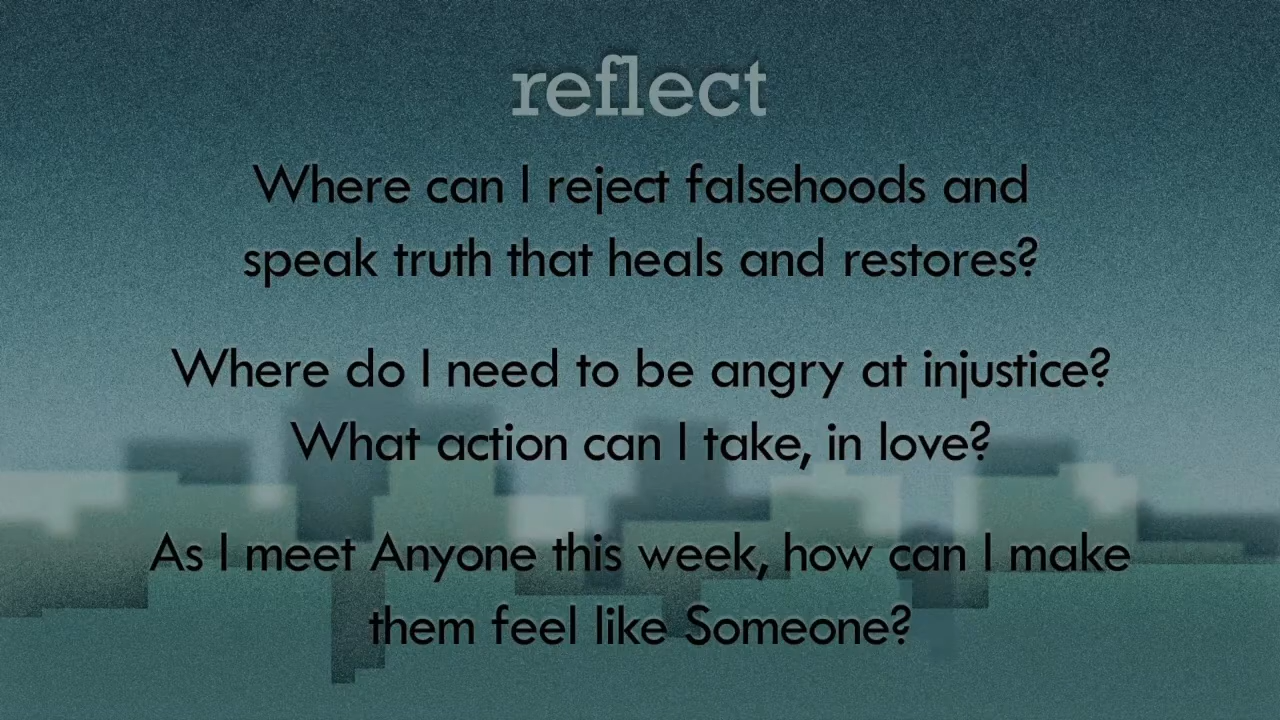 reflect
Where can I reject falsehoods and
speak truth that heals and restores?
Where do I need to be angry at injustice?
What action can I take, in love?
As I meet Anyone this week, how can I make
them feel like Someone?